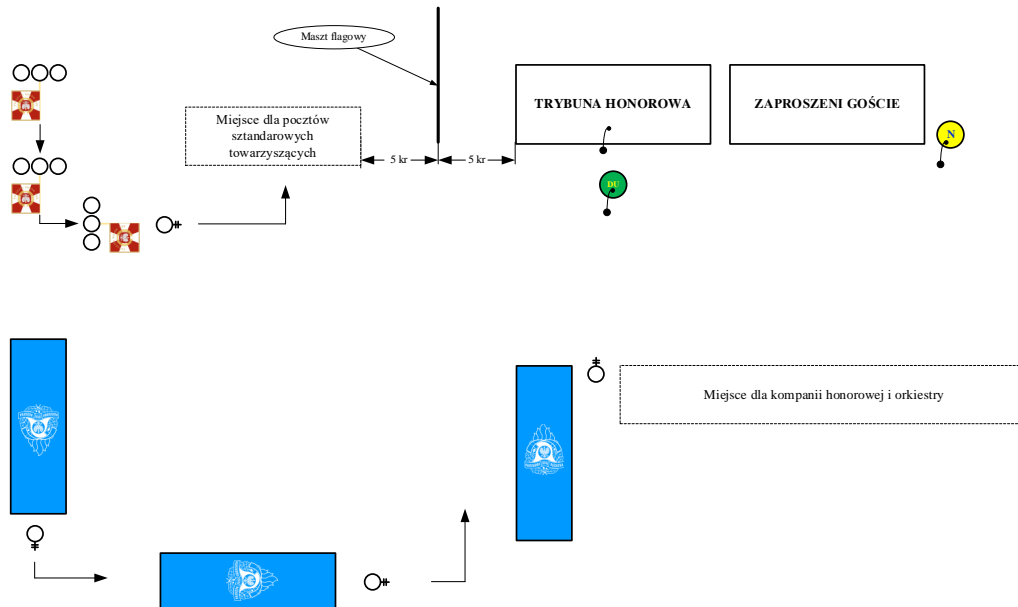 Maszt flagowy
TRYBUNA HONOROWA
ZAPROSZENI GOŚCIE
Miejsce dla pocztów
sztandarowych
towarzyszących
5 kr
5 kr
N
DU
Miejsce dla kompanii honorowej i orkiestry